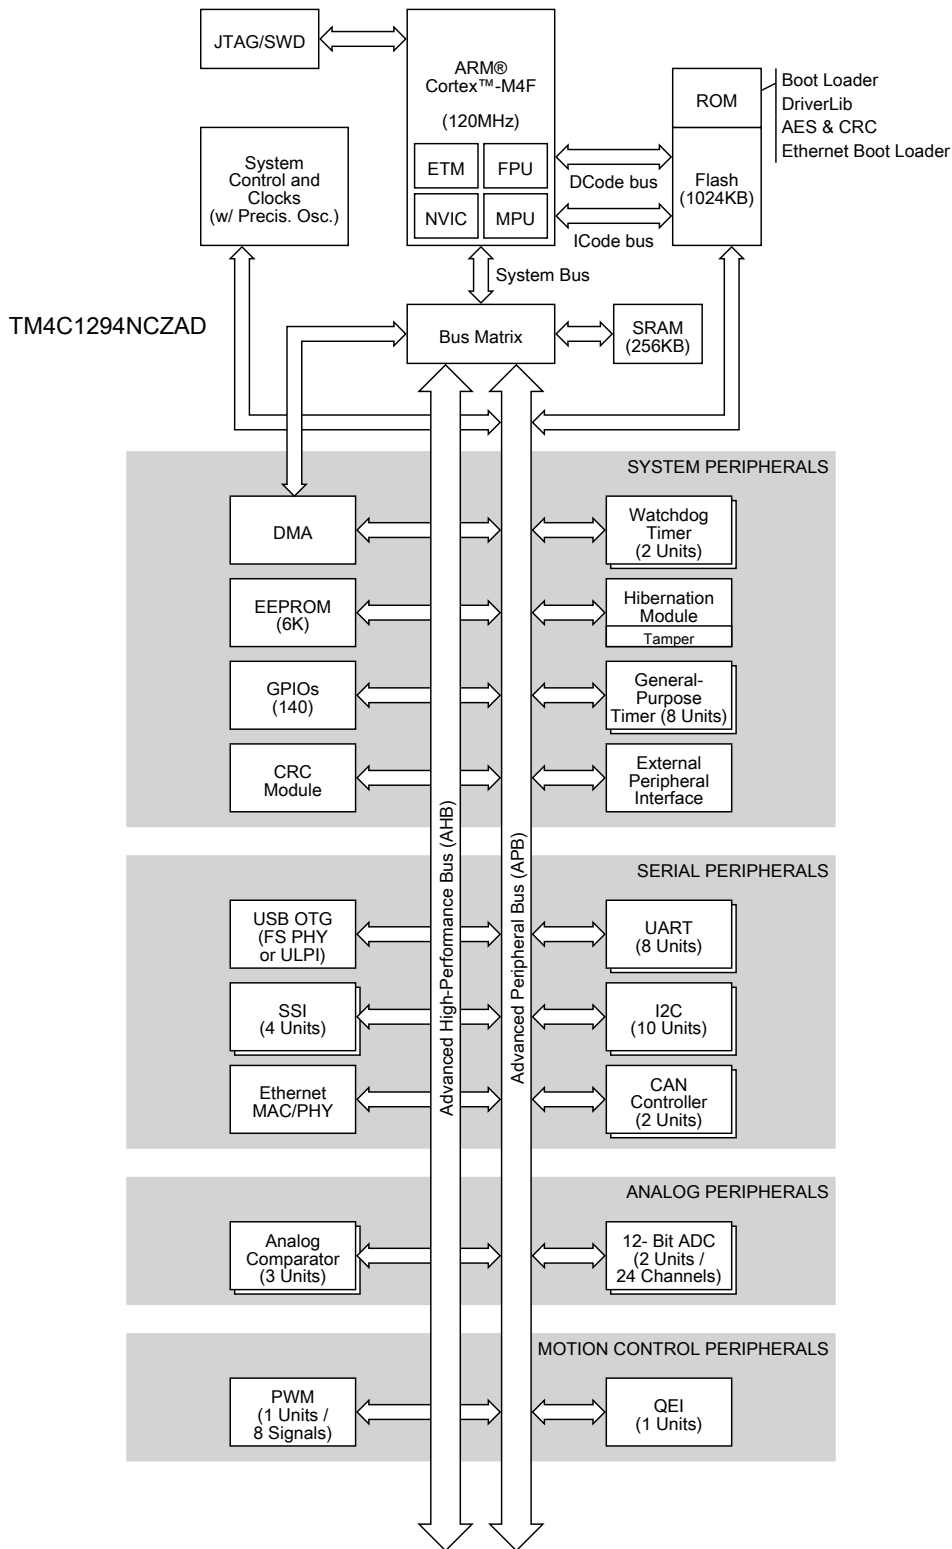 JTAG/SWD
ARM®
Cortex™-M4F
(120MHz)
ETM
FPU
NVIC
MPU
ROM
Flash
(1024KB)
Boot Loader
DriverLib
AES & CRC
Ethernet Boot Loader
System
Control and
Clocks
(w/ Precis. Osc.)
DCode bus
ICode bus
System Bus
TM4C1294NCZAD
Bus Matrix
SRAM
(256KB)
SYSTEM PERIPHERALS
DMA
Watchdog
Timer
(2 Units)
EEPROM
(6K)
Hibernation
Module
Tamper
GPIOs
(140)
General-
Purpose
Timer (8 Units)
CRC
Module
External
Peripheral
Interface
Advanced High-Performance Bus (AHB)
Advanced Peripheral Bus (APB)
SERIAL PERIPHERALS
USB OTG
(FS PHY
or ULPI)
UART
(8 Units)
SSI
(4 Units)
I2C
(10 Units)
Ethernet
MAC/PHY
CAN
Controller
(2 Units)
ANALOG PERIPHERALS
Analog
Comparator
(3 Units)
12- Bit ADC
(2 Units /
24 Channels)
MOTION CONTROL PERIPHERALS
PWM
(1 Units /
8 Signals)
QEI
(1 Units)